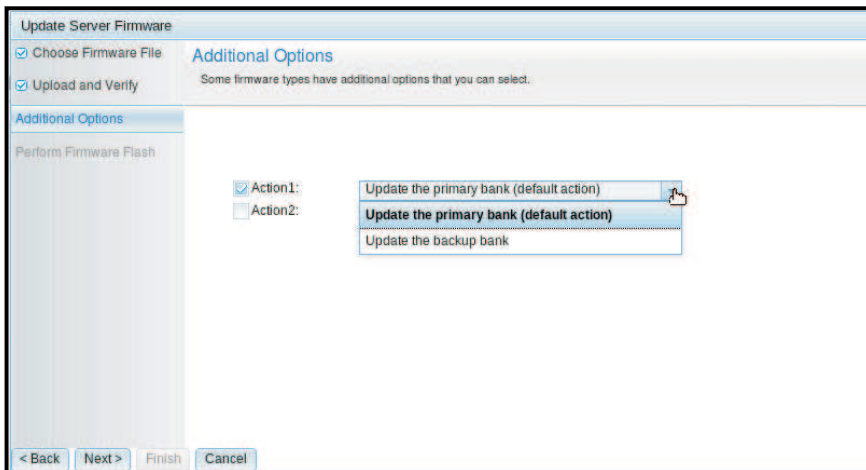 Update Server Firmware
Choose Firmware File
Upload and Verify
Additional Options
Perform Firmware Flash
Additional Options
Some firmware types have additional options that you can select.
Action1:
Update the primary bank (default action)
Action2:
Update the primary bank (default action)
Update the backup bank
< Back
Next >
Finish
Cancel